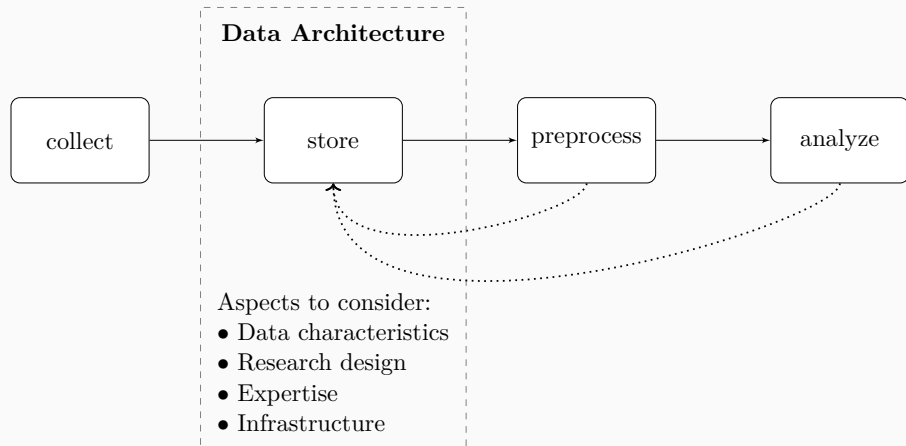 Data Architecture
collect
store
preprocess
analyze
Aspects to consider:
• Data characteristics
• Research design
• Expertise
• Infrastructure